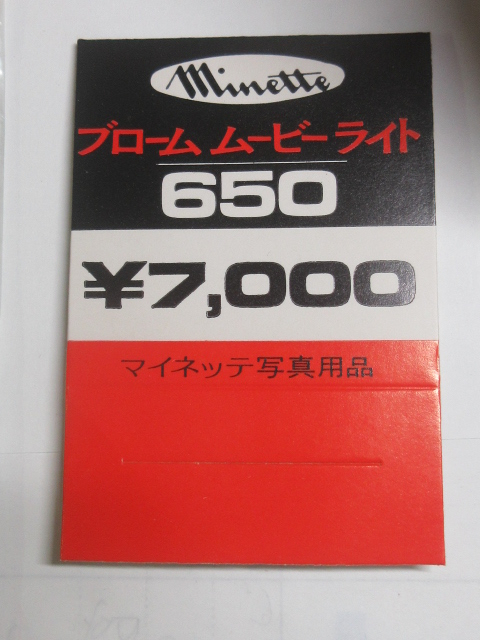 Minette
ブローム ムービーライト
650
¥7,000
マイネッテ写真用品